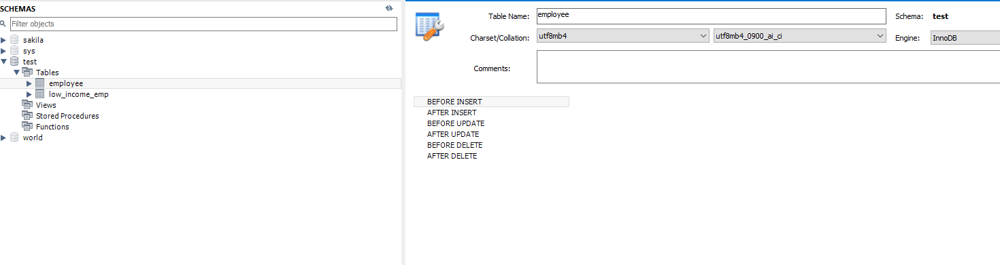 SCHEMAS
Filter objects
sakila
sys
test
Tables
employee
low_income_emp
Views
Stored Procedures
Functions
world
Table Name: employee Schema: test
Charset/Collation: utf8mb4 utf8mb4_0900_ai_ci Engine: InnoDB
Comments:
BEFORE INSERT
AFTER INSERT
BEFORE UPDATE
AFTER UPDATE
BEFORE DELETE
AFTER DELETE